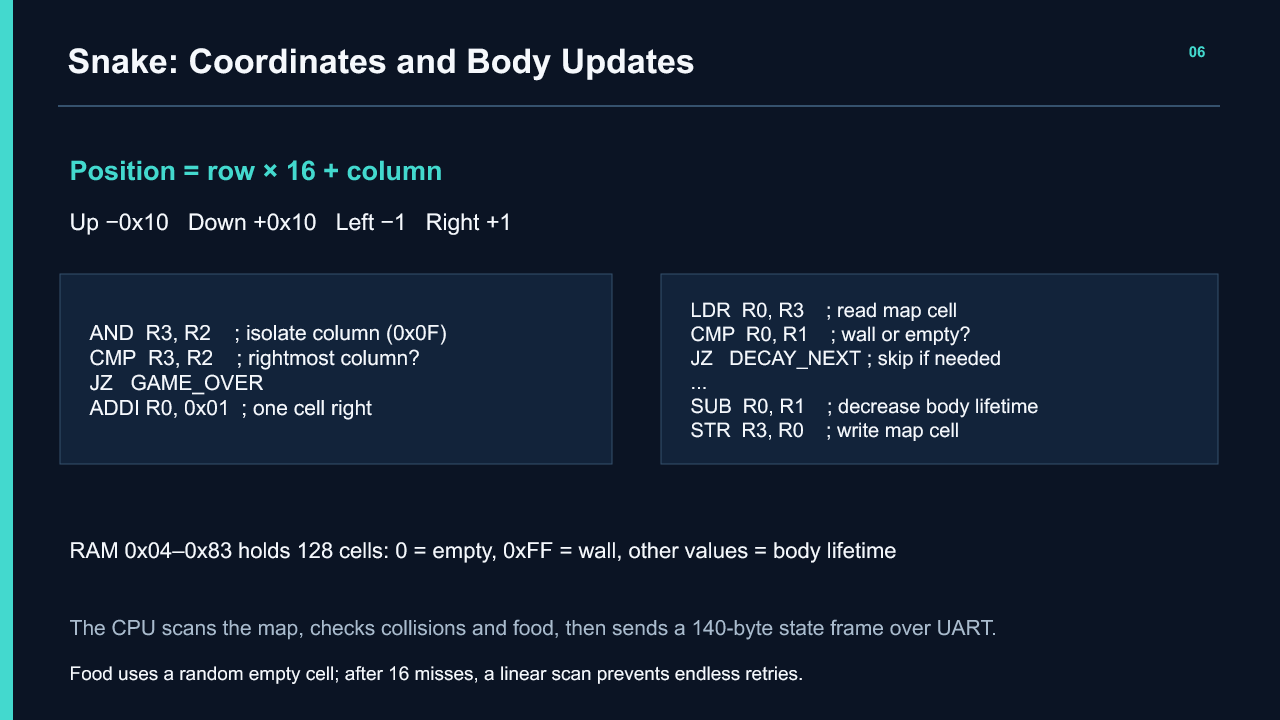 Snake: Coordinates and Body Updates
06
Position = row × 16 + column
Up −0x10   Down +0x10   Left −1   Right +1
AND  R3, R2    ; isolate column (0x0F)
CMP  R3, R2    ; rightmost column?
JZ   GAME_OVER
ADDI R0, 0x01  ; one cell right
LDR  R0, R3    ; read map cell
CMP  R0, R1    ; wall or empty?
JZ   DECAY_NEXT ; skip if needed
...
SUB  R0, R1    ; decrease body lifetime
STR  R3, R0    ; write map cell
RAM 0x04–0x83 holds 128 cells: 0 = empty, 0xFF = wall, other values = body lifetime
The CPU scans the map, checks collisions and food, then sends a 140-byte state frame over UART.
Food uses a random empty cell; after 16 misses, a linear scan prevents endless retries.